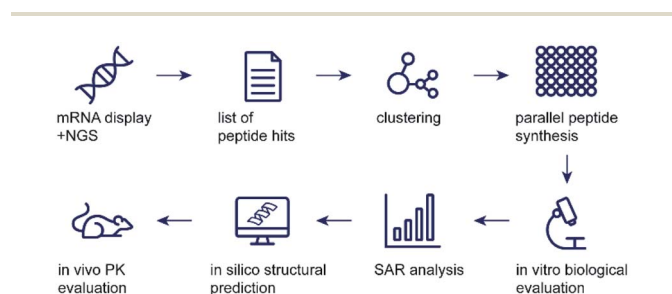 mRNA display
+NGS
list of
peptide hits
clustering
parallel peptide
synthesis
in vivo PK
evaluation
in silico structural
prediction
SAR analysis
in vitro biological
evaluation